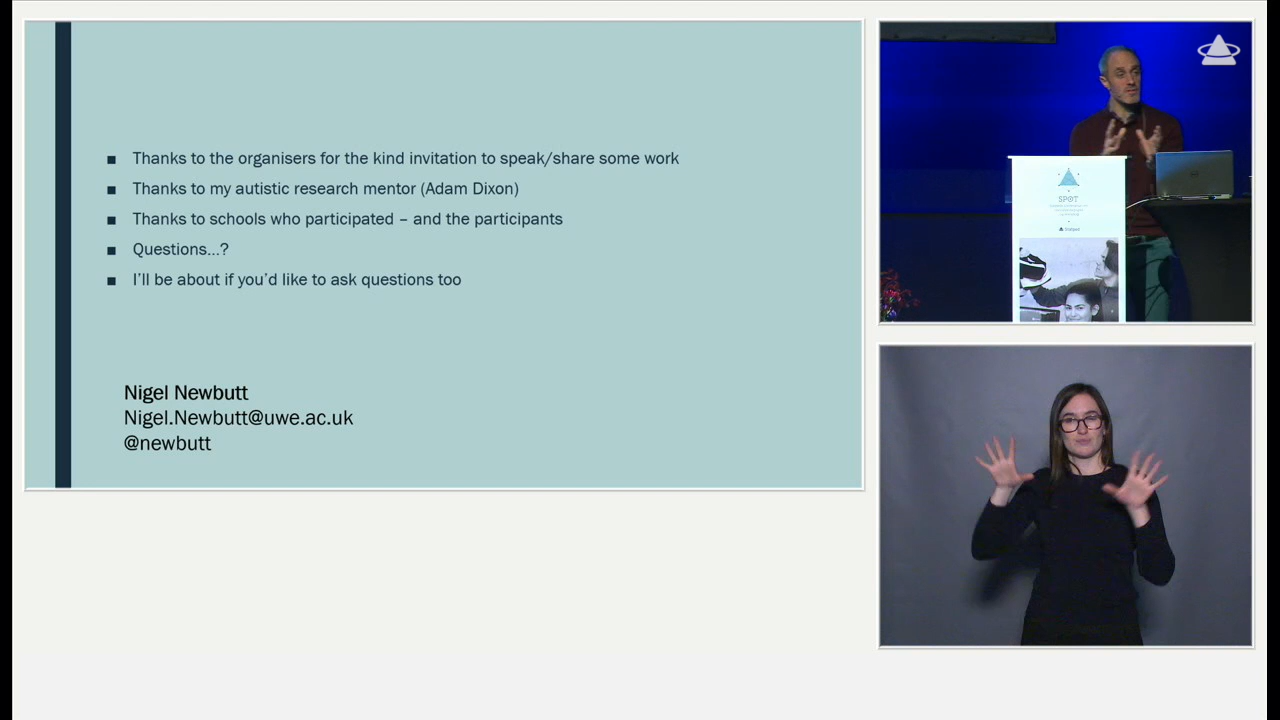 Thanks to the organisers for the kind invitation to speak/share some work
Thanks to my autistic research mentor (Adam Dixon)
Thanks to schools who participated – and the participants
Questions…?
I’ll be about if you’d like to ask questions too
Nigel Newbutt
Nigel.Newbutt@uwe.ac.uk
@newbutt
SPOT